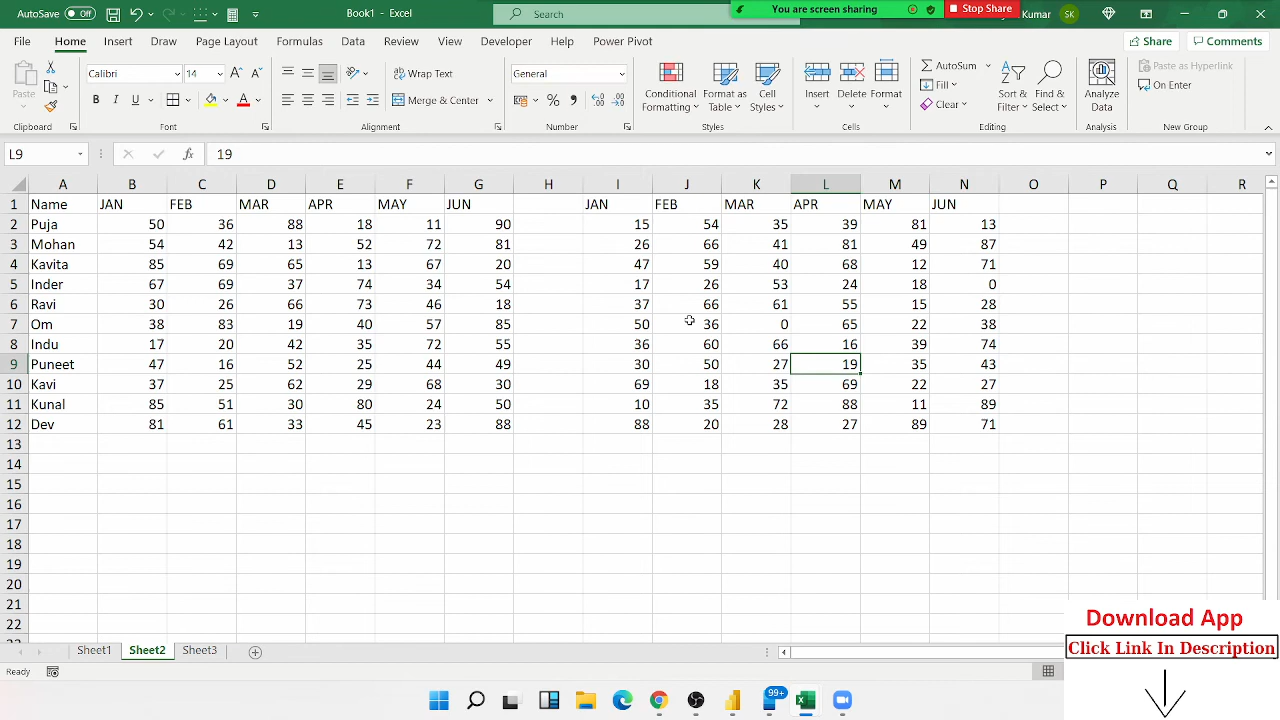 AutoSave Off Book1 - Excel Search You are screen sharing Stop Share Kumar SK
File Home Insert Draw Page Layout Formulas Data Review View Developer Help Power Pivot Share Comments
Paste Calibri 14 Wrap Text General Conditional Formatting Format as Table Cell Styles Insert Delete Format AutoSum Sort & Filter Find & Select Analyze Data Paste as Hyperlink
B I U Merge & Center Fill On Enter
Clear
Clipboard Font Alignment Number Styles Cells Editing Analysis New Group
L9 fx 19
A B C D E F G H I J K L M N O P Q R
1 Name JAN FEB MAR APR MAY JUN JAN FEB MAR APR MAY JUN
2 Puja 50 36 88 18 11 90 15 54 35 39 81 13
3 Mohan 54 42 13 52 72 81 26 66 41 81 49 87
4 Kavita 85 69 65 13 67 20 47 59 40 68 12 71
5 Inder 67 69 37 74 34 54 17 26 53 24 18 0
6 Ravi 30 26 66 73 46 18 37 66 61 55 15 28
7 Om 38 83 19 40 57 85 50 36 0 65 22 38
8 Indu 17 20 42 35 72 55 36 60 66 16 39 74
9 Puneet 47 16 52 25 44 49 30 50 27 19 35 43
10 Kavi 37 25 62 29 68 30 69 18 35 69 22 27
11 Kunal 85 51 30 80 24 50 10 35 72 88 11 89
12 Dev 81 61 33 45 23 88 88 20 28 27 89 71
13
14
15
16
17
18
19
20
21
22
Download App
Click Link In Description
Sheet1 Sheet2 Sheet3
Ready
99+